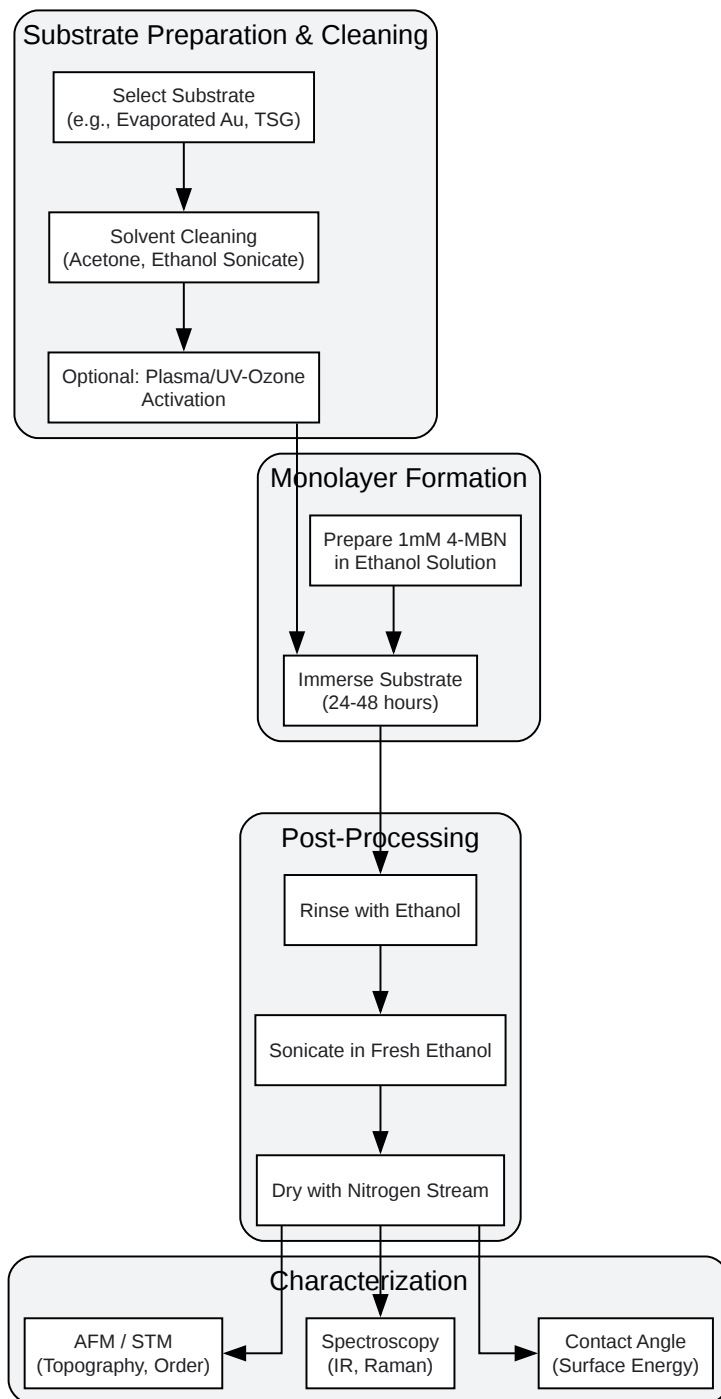 Substrate Preparation & Cleaning
Select Substrate
(e.g., Evaporated Au, TSG)
Solvent Cleaning
(Acetone, Ethanol Sonicate)
Optional: Plasma/UV-Ozone
Activation
Monolayer Formation
Prepare 1mM 4-MBN
in Ethanol Solution
Immerse Substrate
(24-48 hours)
Post-Processing
Rinse with Ethanol
Sonicate in Fresh Ethanol
Dry with Nitrogen Stream
Characterization
AFM / STM
(Topography, Order)
Spectroscopy
(IR, Raman)
Contact Angle
(Surface Energy)